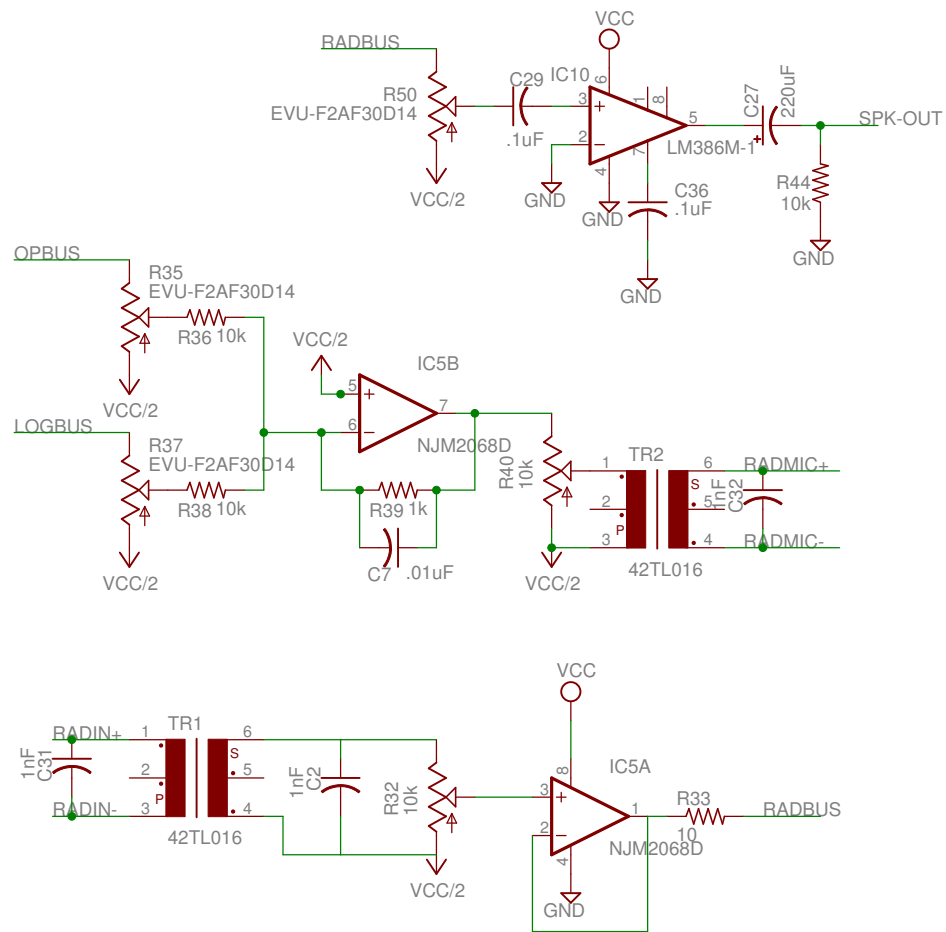 VCC
RADBUS
R50
EVU-F2AF30D14
C29
.1uF
IC10
6
3
2
1
8
5
7
4
LM386M-1
C27
220uF
SPK-OUT
R44
10k
GND
VCC/2
GND
GND
C36
.1uF
GND
OPBUS
R35
EVU-F2AF30D14
R36
10k
VCC/2
VCC/2
IC5B
5
6
7
NJM2068D
LOGBUS
R37
EVU-F2AF30D14
R38
10k
VCC/2
R39
1k
C7
.01uF
R40
10k
VCC/2
TR2
1
2
3
P
S
6
5
4
42TL016
RADMIC+
1nF
C32
RADMIC-
RADIN+
1nF
C31
RADIN-
TR1
1
2
3
P
S
6
5
4
42TL016
1nF
C2
R32
10k
VCC/2
VCC
IC5A
8
3
2
1
4
NJM2068D
GND
R33
10
RADBUS